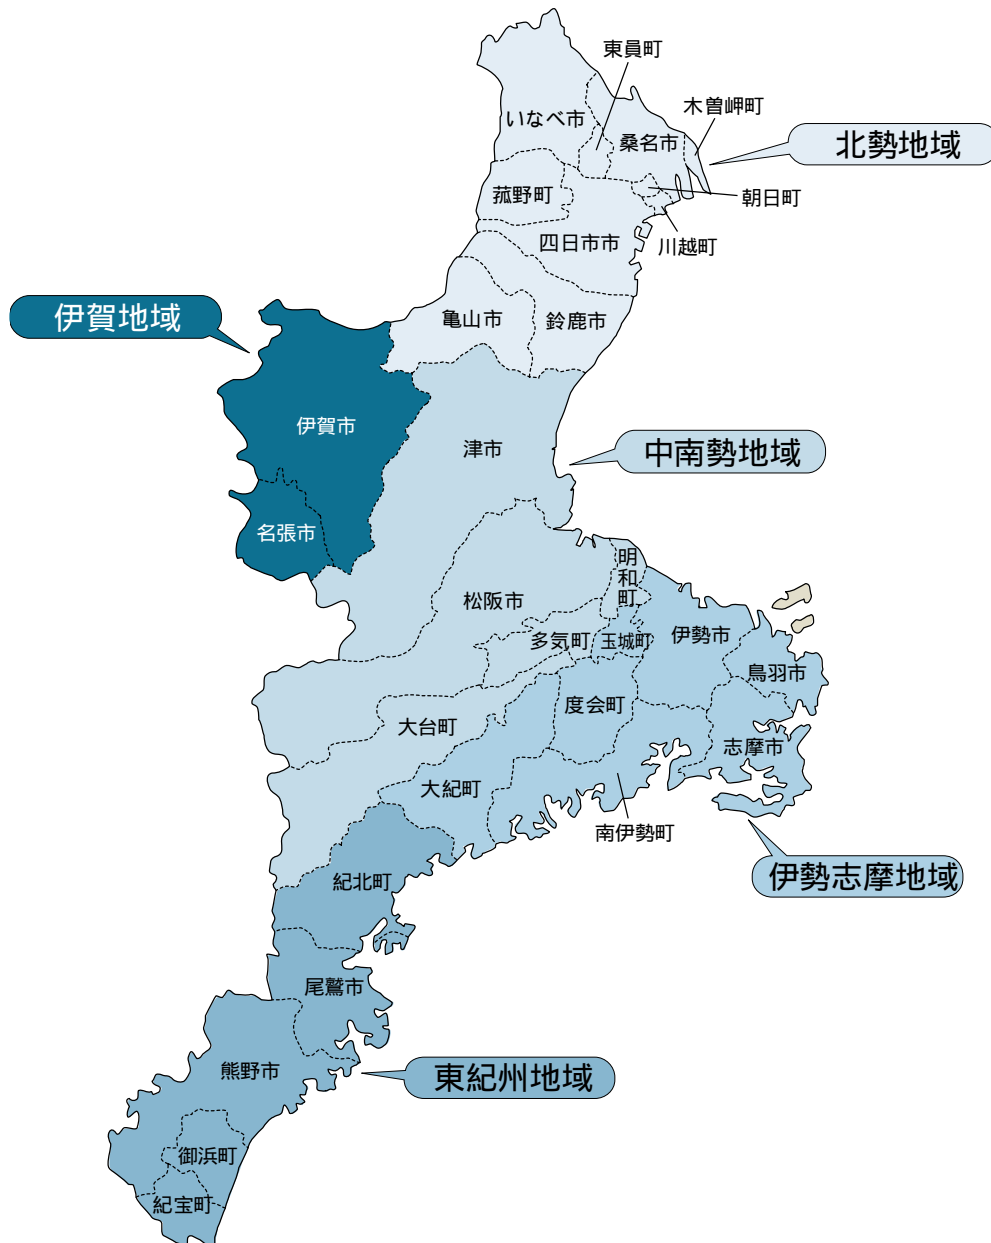 東員町
木曽岬町
いなべ市
桑名市
北勢地域
菰野町
朝日町
四日市市
川越町
伊賀地域
亀山市
鈴鹿市
伊賀市
津市
中南勢地域
名張市
明和町
松阪市
多気町
玉城町
伊勢市
鳥羽市
度会町
大台町
志摩市
大紀町
南伊勢町
紀北町
伊勢志摩地域
尾鷲市
熊野市
東紀州地域
御浜町
紀宝町